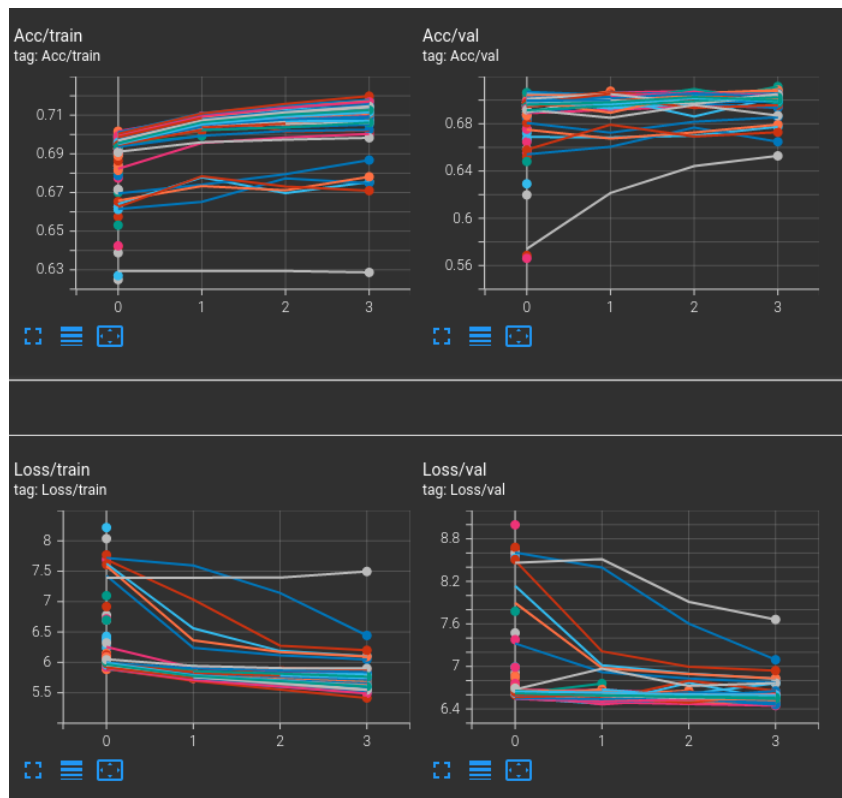 Acc/train
tag: Acc/train
0.71
0.69
0.67
0.65
0.63
0 1 2 3
Acc/val
tag: Acc/val
0.68
0.64
0.6
0.56
0 1 2 3
Loss/train
tag: Loss/train
8
7.5
7
6.5
6
5.5
0 1 2 3
Loss/val
tag: Loss/val
8.8
8.2
7.6
7
6.4
0 1 2 3